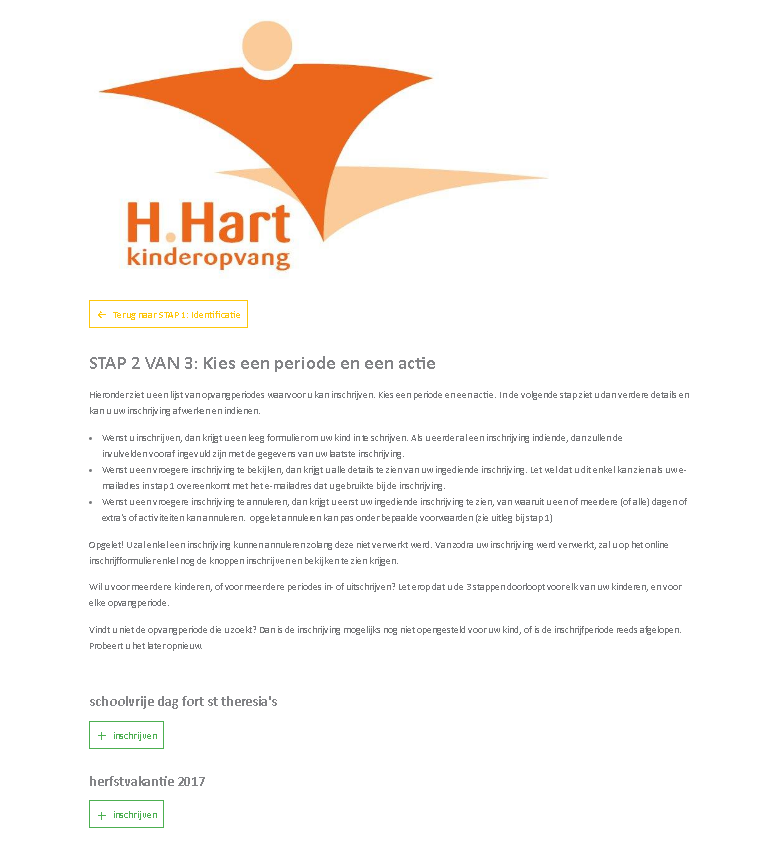 H.Hart
kinderopvang
← Terug naar STAP 1: Identificatie
STAP 2 VAN 3: Kies een periode en een actie
Hieronder ziet u een lijst van opvangperiodes waarvoor u kan inschrijven. Kies een periode en een actie. In de volgende stap ziet u dan verdere details en
kan u uw inschrijving afwerken en indienen.
• Wenst u inschrijven, dan krijgt u een leeg formulier om uw kind in te schrijven. Als u eerder al een inschrijving indiende, dan zullen de
invulvelden vooraf ingevuld zijn met de gegevens van uw laatste inschrijving.
• Wenst u een vroegere inschrijving te bekijken, dan krijgt u alle details te zien van uw ingediende inschrijving. Let wel dat u dit enkel kan zien als uw e-
mailadres in stap 1 overeenkomt met het e-mailadres dat u gebruikte bij de inschrijving.
• Wenst u een vroegere inschrijving te annuleren, dan krijgt u eerst uw ingediende inschrijving te zien, van waaruit u een of meerdere (of alle) dagen of
extra's of activiteiten kan annuleren. opgelet annuleren kan pas onder bepaalde voorwaarden (zie uitleg bij stap 1)
Opgelet! U zal enkel een inschrijving kunnen annuleren zolang deze niet verwerkt werd. Van zodra uw inschrijving werd verwerkt, zal u op het online
inschrijfformulier enkel nog de knoppen inschrijven en bekijken te zien krijgen.
Wil u voor meerdere kinderen, of voor meerdere periodes in- of uitschrijven? Let erop dat u de 3 stappen doorloopt voor elk van uw kinderen, en voor
elke opvangperiode.
Vindt u niet de opvangperiode die u zoekt? Dan is de inschrijving mogelijks nog niet opengesteld voor uw kind, of is de inschrijfperiode reeds afgelopen.
Probeert u het later opnieuw.
schoolvrije dag fort st theresia's
+ inschrijven
herfstvakantie 2017
+ inschrijven